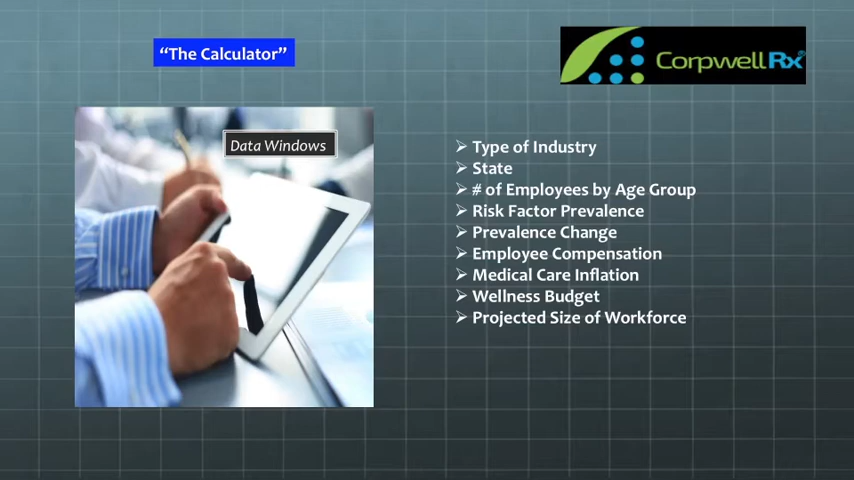 “The Calculator”
CorpwellRx®
Data Windows
➢ Type of Industry
➢ State
➢ # of Employees by Age Group
➢ Risk Factor Prevalence
➢ Prevalence Change
➢ Employee Compensation
➢ Medical Care Inflation
➢ Wellness Budget
➢ Projected Size of Workforce